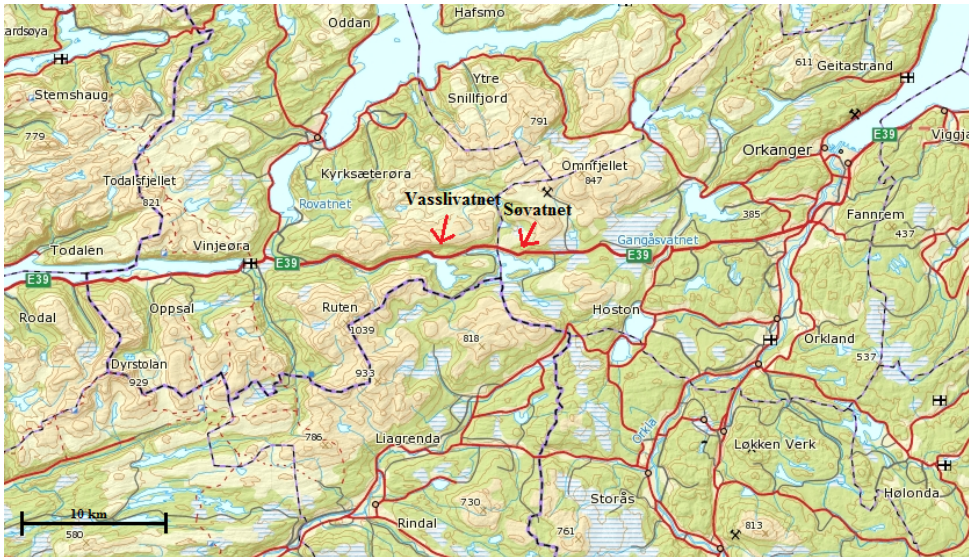 ardsøya
Oddan
Hafsmo
Geitastrand
611
Stemshaug
Ytre
Snillfjord
779
791
E39
Viggja
Orkanger
Omnfjellet
847
Kyrksæterøra
Todalsfjellet
821
Rovatnet
Vasslivatnet
Søvatnet
385
Fannrem
437
Todalen
Vinjeøra
Gangåsvatnet
E39
E39
E39
Rodal
Oppsal
Ruten
1039
818
Hoston
Orkland
537
Dyrstolan
929
933
786
Liagrenda
Orkla
Løkken Verk
Hølonda
730
Storås
10 km
580
Rindal
761
813